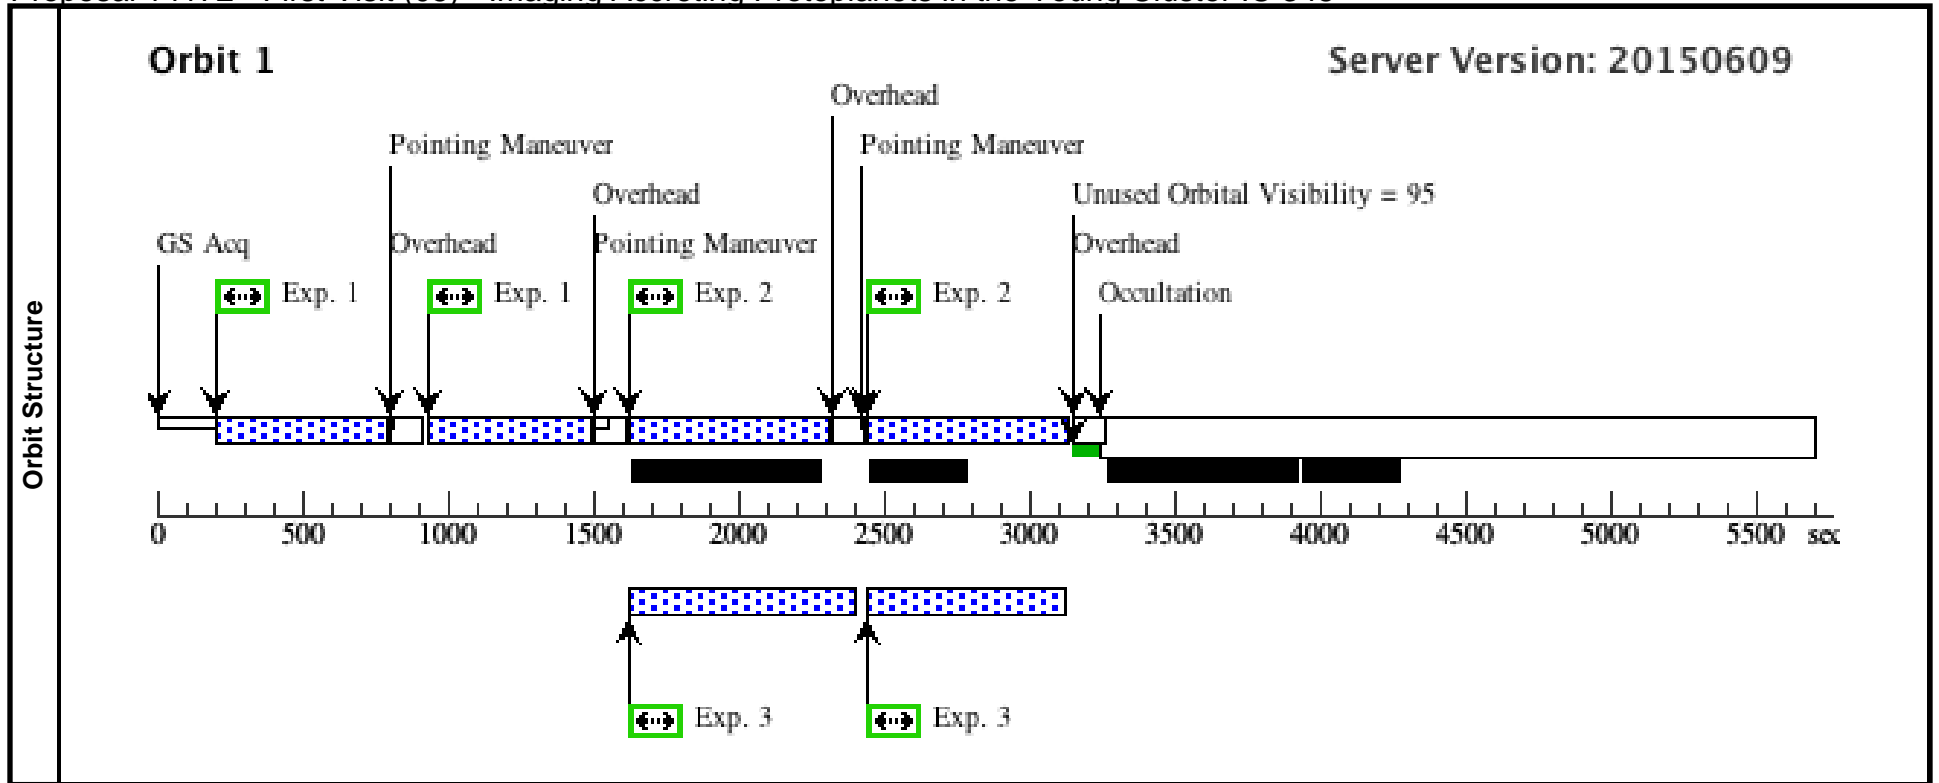 Orbit 1
Server Version: 20150609
Overhead
Pointing Maneuver
Pointing Maneuver
Overhead
Unused Orbital Visibility = 95
GS Acq
Overhead
Pointing Maneuver
Overhead
Exp. 1
Exp. 1
Exp. 2
Exp. 2
Occultation
Orbit Structure
0 500 1000 1500 2000 2500 3000 3500 4000 4500 5000 5500 sec
Exp. 3
Exp. 3